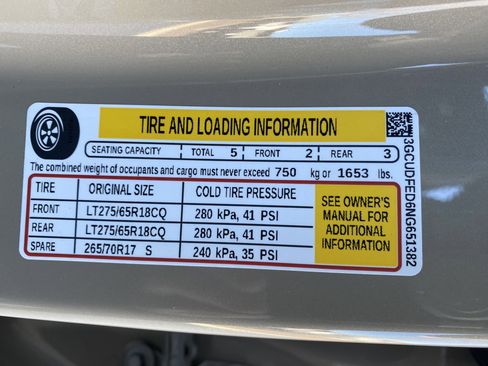 TIRE AND LOADING INFORMATION
SEATING CAPACITY TOTAL 5 FRONT 2 REAR 3
The combined weight of occupants and cargo must never exceed 750 kg or 1653 lbs.
TIRE ORIGINAL SIZE COLD TIRE PRESSURE
FRONT LT275/65R18CQ 280 kPa, 41 PSI
REAR LT275/65R18CQ 280 kPa, 41 PSI
SPARE 265/70R17 S 240 kPa, 35 PSI
SEE OWNER'S
MANUAL FOR
ADDITIONAL
INFORMATION
3GCUDFED6NG651382